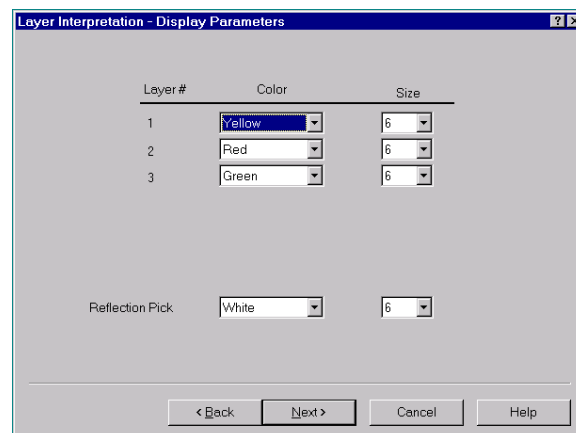 Layer Interpretation - Display Parameters
Layer # Color Size
1 Yellow 6
2 Red 6
3 Green 6
Reflection Pick White 6
< Back Next > Cancel Help